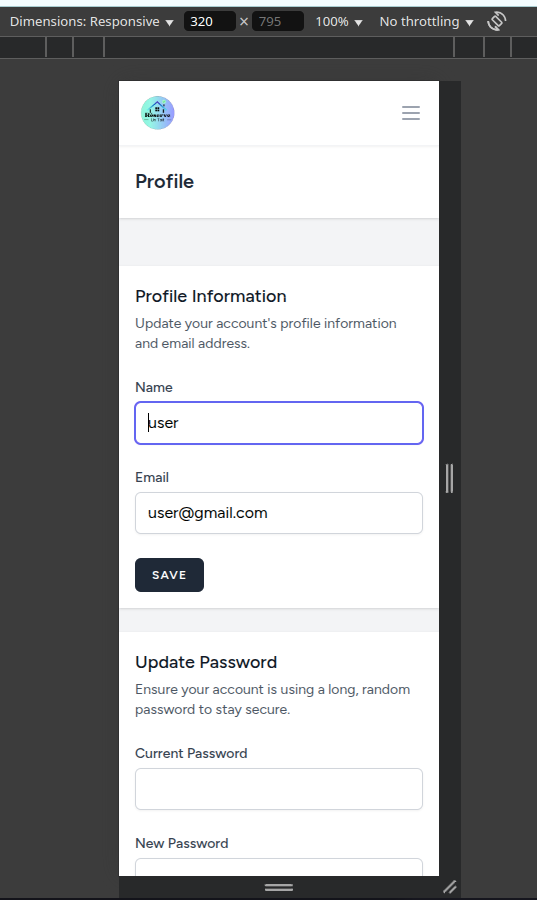 Dimensions: Responsive ▼ 320 × 795 100% ▼ No throttling ▼
Reserve
Profile
Profile Information
Update your account's profile information
and email address.
Name
user
Email
user@gmail.com
SAVE
Update Password
Ensure your account is using a long, random
password to stay secure.
Current Password
New Password